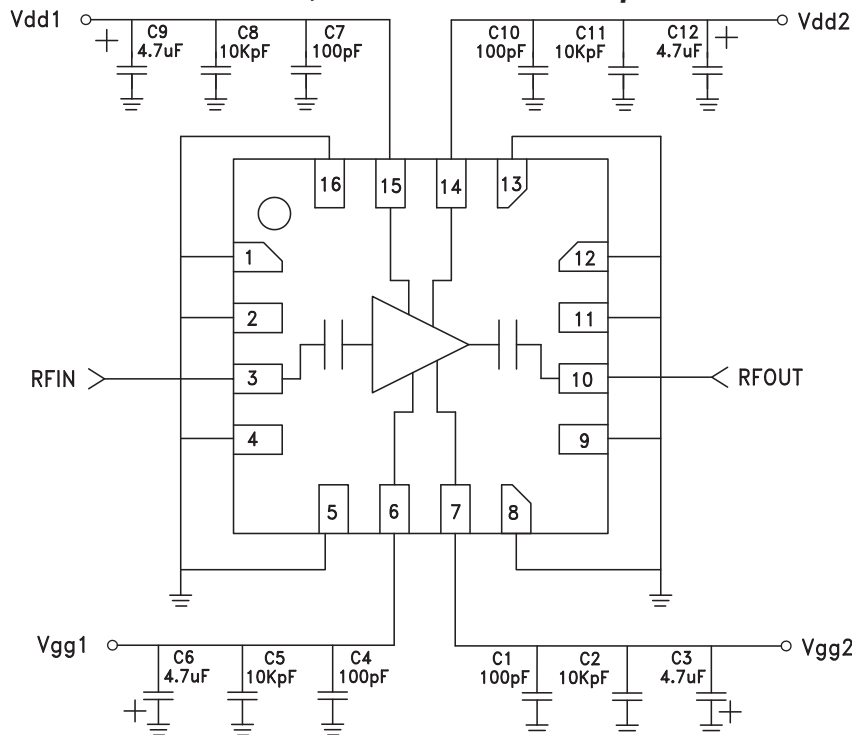 Vdd1
C9
4.7uF
C8
10KpF
C7
100pF
C10
100pF
C11
10KpF
C12
4.7uF
Vdd2
16
15
14
13
1
12
2
11
RFIN
3
10
RFOUT
4
9
5
6
7
8
Vgg1
C6
4.7uF
C5
10KpF
C4
100pF
C1
100pF
C2
10KpF
C3
4.7uF
Vgg2